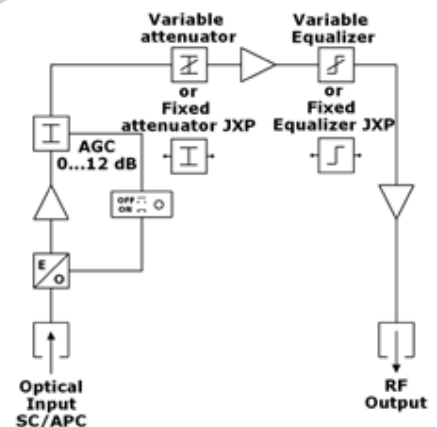 Variable
attenuator
or
Fixed
attenuator JXP
Variable
Equalizer
or
Fixed
Equalizer JXP
AGC
0...12 dB
OFF
ON
E
O
Optical
Input
SC/APC
RF
Output